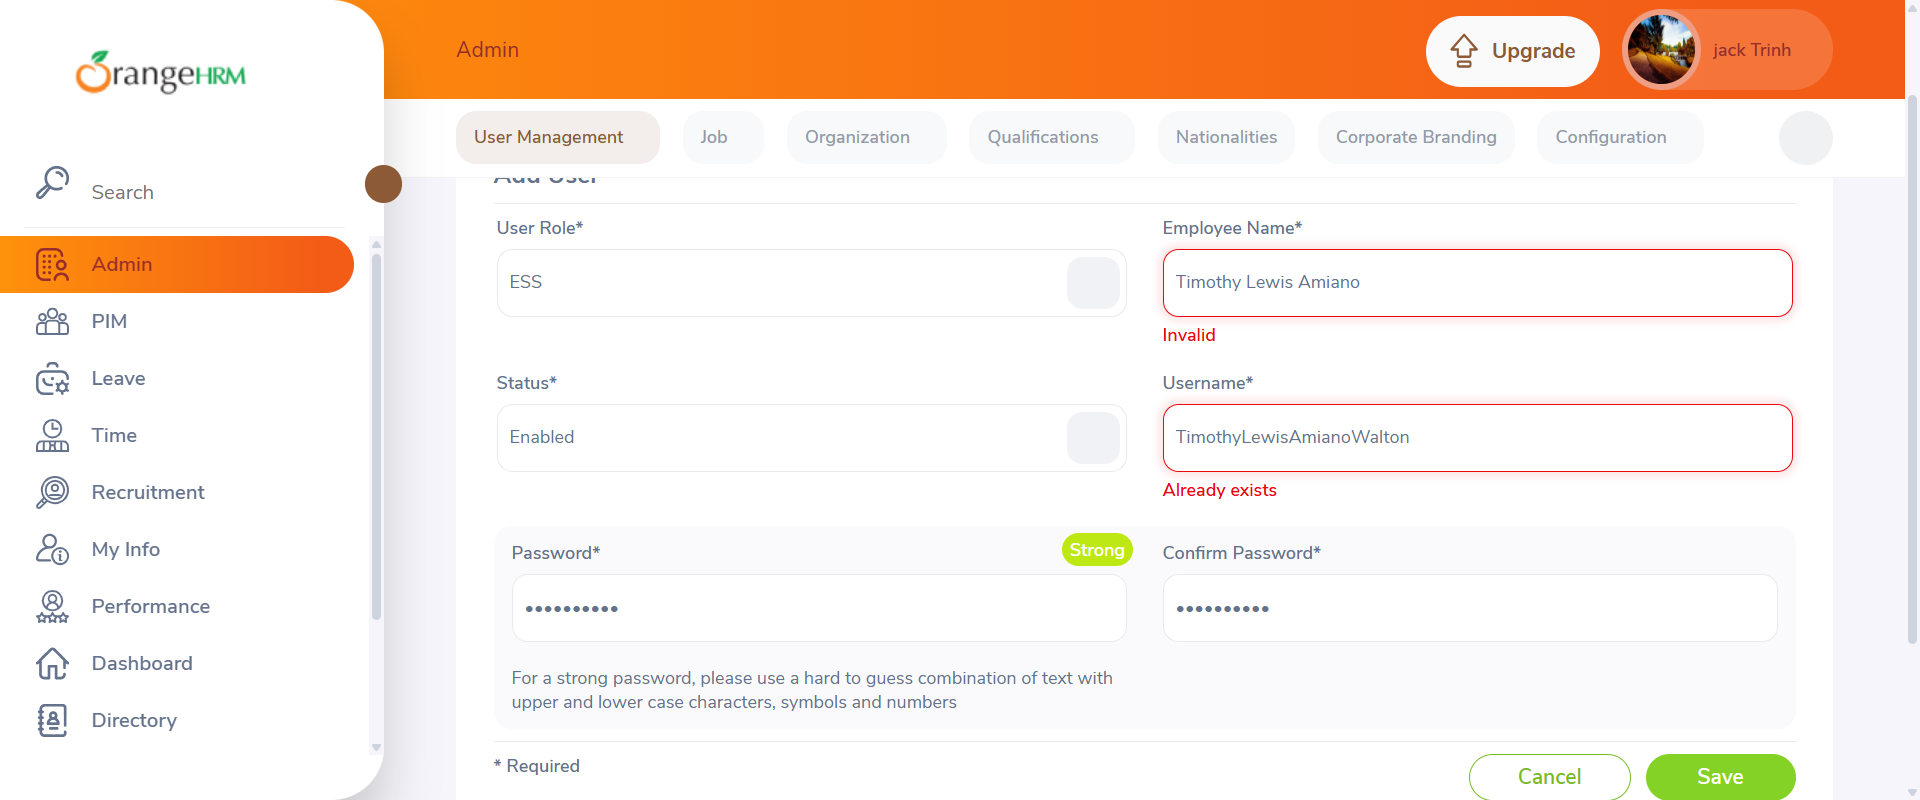 OrangeHRM
Search
Admin
PIM
Leave
Time
Recruitment
My Info
Performance
Dashboard
Directory
Admin
Upgrade
jack Trinh
User Management
Job
Organization
Qualifications
Nationalities
Corporate Branding
Configuration
Add User
User Role*
ESS
Employee Name*
Timothy Lewis Amiano
Invalid
Status*
Enabled
Username*
TimothyLewisAmianoWalton
Already exists
Password*
Strong
••••••••••
Confirm Password*
••••••••••
For a strong password, please use a hard to guess combination of text with
upper and lower case characters, symbols and numbers
* Required
Cancel
Save